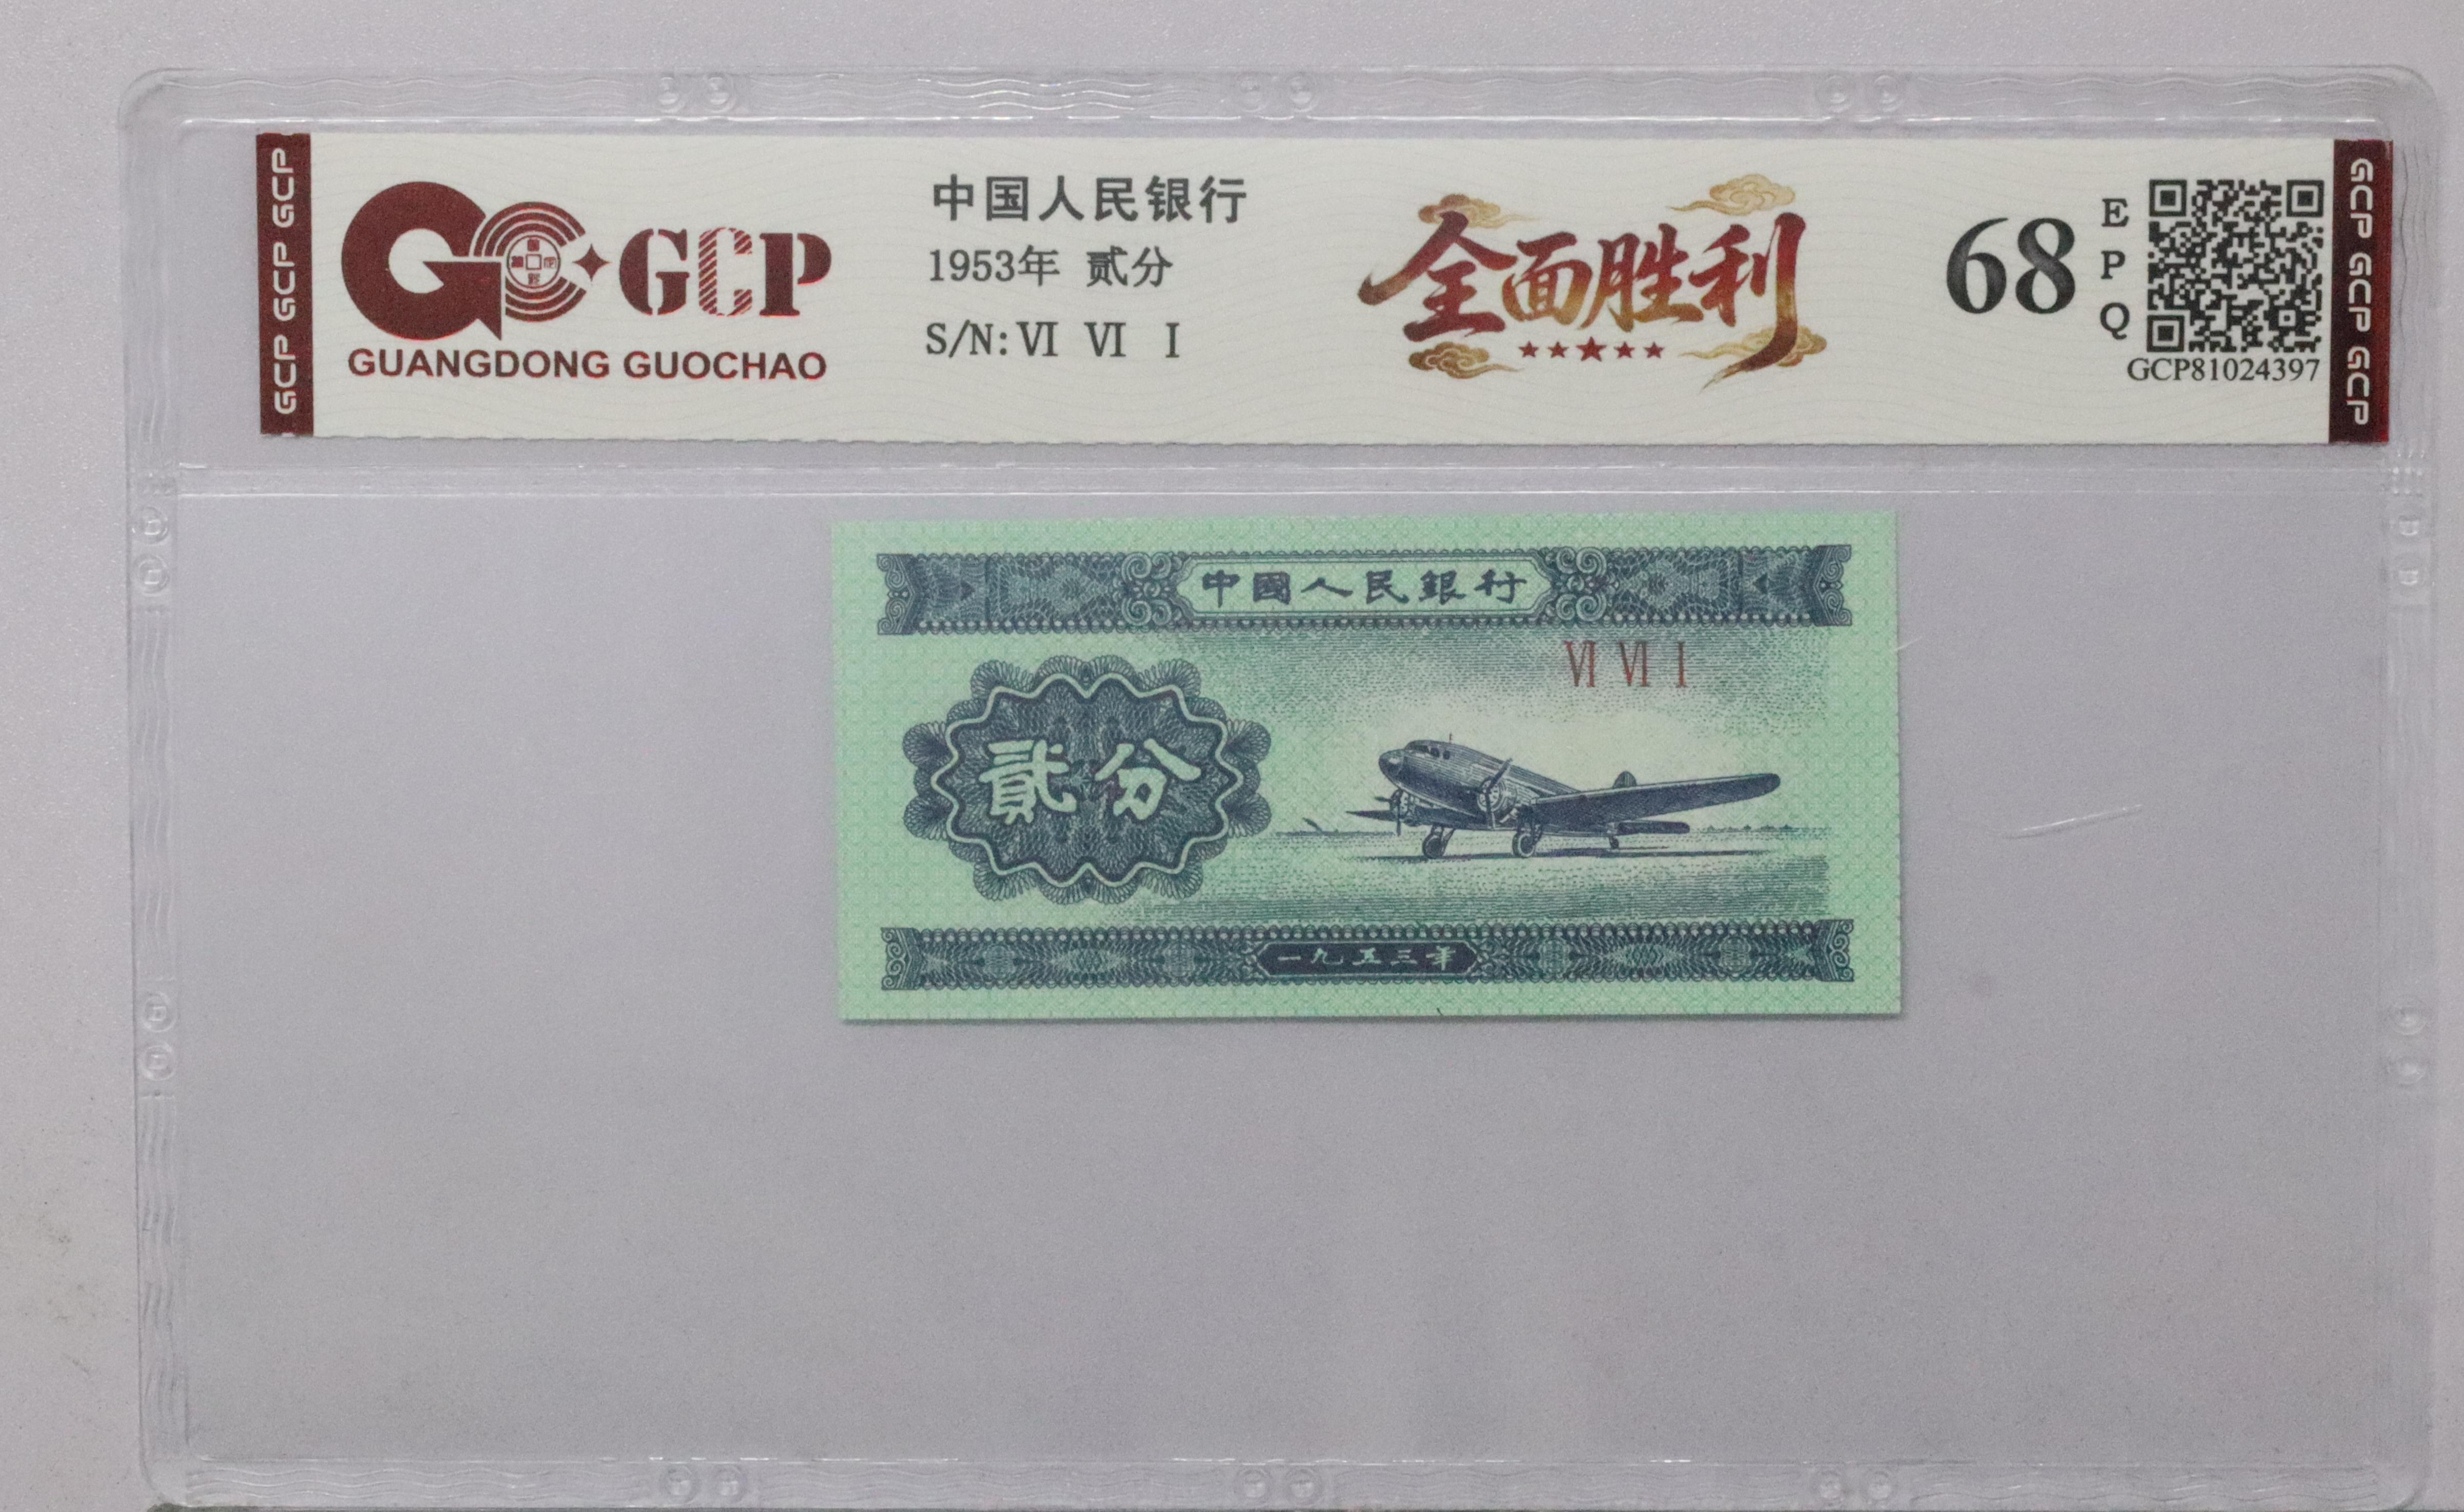 GCP GCP GCP
GCP
GUANGDONG GUOCHAO
中国人民银行
1953年 贰分
S/N: VI VI I
全面胜利
68
EPQ
GCP81024397
GCP GCP GCP
中國人民銀行
VI VI I
貳分
一九五三年